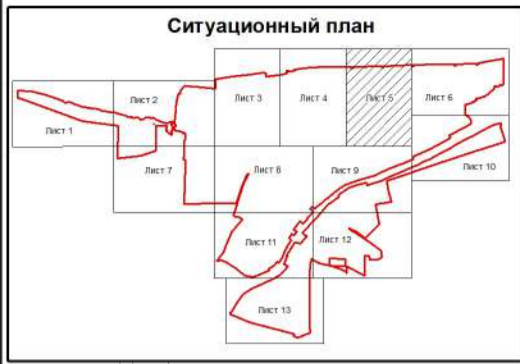 Ситуационный план
Лист 1
Лист 2
Лист 3
Лист 4
Лист 5
Лист 6
Лист 7
Лист 8
Лист 9
Лист 10
Лист 11
Лист 12
Лист 13